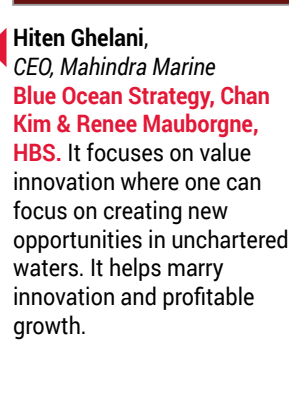 Hiten Ghelani,
CEO, Mahindra Marine
Blue Ocean Strategy, Chan
Kim & Renee Mauborgne,
HBS. It focuses on value
innovation where one can
focus on creating new
opportunities in unchartered
waters. It helps marry
innovation and profitable
growth.